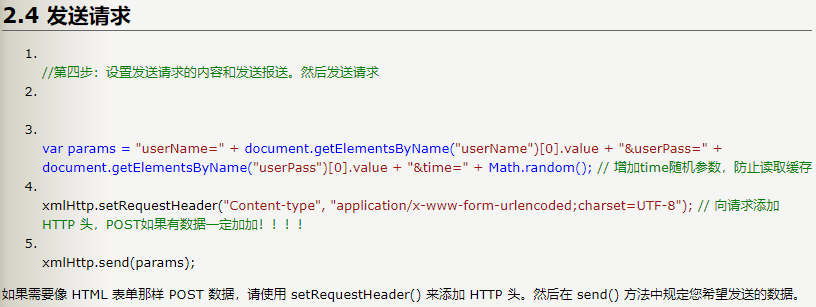 2.4 发送请求
1.
//第四步：设置发送请求的内容和发送报送。然后发送请求
2.
3.
var params = "userName=" + document.getElementsByName("userName")[0].value + "&userPass=" +
document.getElementsByName("userPass")[0].value + "&time=" + Math.random(); // 增加time随机参数，防止读取缓存
4.
xmlHttp.setRequestHeader("Content-type", "application/x-www-form-urlencoded;charset=UTF-8"); // 向请求添加
HTTP 头，POST如果有数据一定加加！！！！
5.
xmlHttp.send(params);
如果需要像 HTML 表单那样 POST 数据，请使用 setRequestHeader() 来添加 HTTP 头。然后在 send() 方法中规定您希望发送的数据。